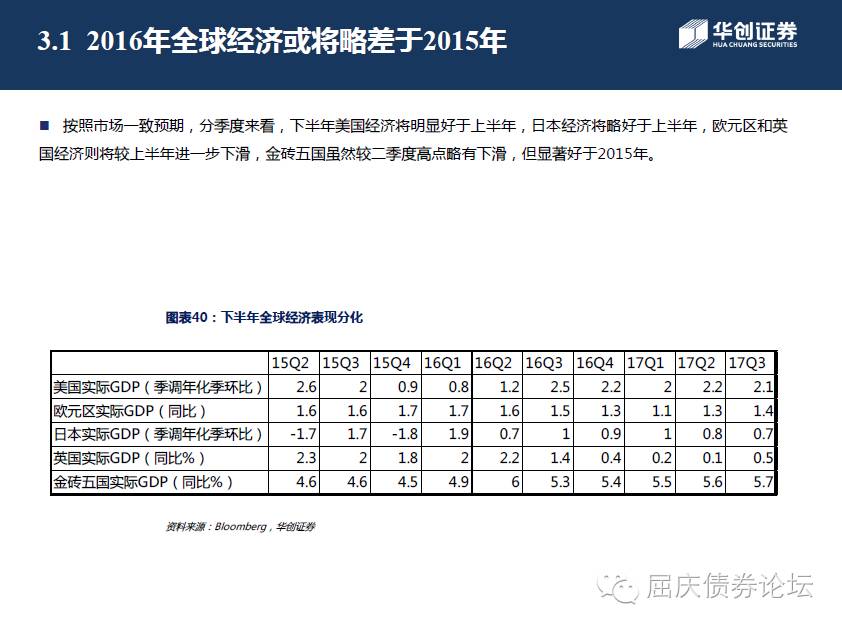 3.1 2016年全球经济或将略差于2015年
华创证券
HUA CHUANG SECURITIES
■ 按照市场一致预期，分季度来看，下半年美国经济将明显好于上半年，日本经济将略好于上半年，欧元区和英
国经济则将较上半年进一步下滑，金砖五国虽然较二季度高点略有下滑，但显著好于2015年。
图表40：下半年全球经济表现分化
15Q2 15Q3 15Q4 16Q1 16Q2 16Q3 16Q4 17Q1 17Q2 17Q3
美国实际GDP（季调年化季环比） 2.6 2 0.9 0.8 1.2 2.5 2.2 2 2.2 2.1
欧元区实际GDP（同比） 1.6 1.6 1.7 1.7 1.6 1.5 1.3 1.1 1.3 1.4
日本实际GDP（季调年化季环比） -1.7 1.7 -1.8 1.9 0.7 1 0.9 1 0.8 0.7
英国实际GDP（同比%） 2.3 2 1.8 2 2.2 1.4 0.4 0.2 0.1 0.5
金砖五国实际GDP（同比%） 4.6 4.6 4.5 4.9 6 5.3 5.4 5.5 5.6 5.7
资料来源：Bloomberg，华创证券
屈庆债券论坛